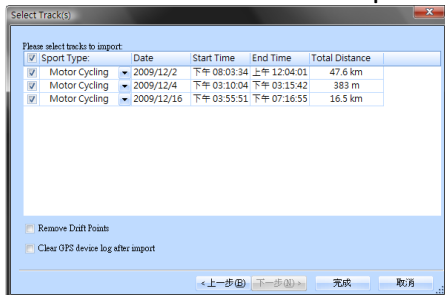 Select Track(s)
Please select tracks to import:
Sport Type: Date Start Time End Time Total Distance
Motor Cycling 2009/12/2 下午 08:03:34 上午 12:04:01 47.6 km
Motor Cycling 2009/12/4 下午 03:10:04 下午 03:15:42 383 m
Motor Cycling 2009/12/16 下午 03:55:51 下午 07:16:55 16.5 km
Remove Drift Points
Clear GPS device log after import
<上一步(B) 下一步(N)> 完成 取消